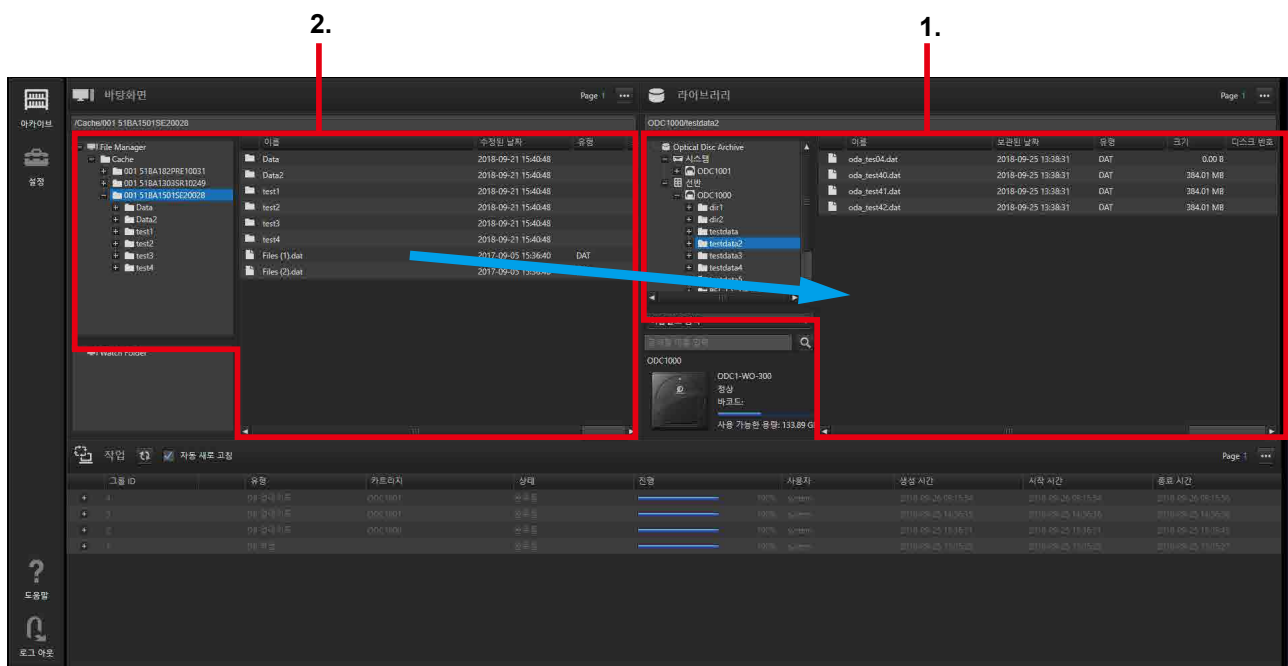 2.
1.
아카이브
설정
도움말
로그 아웃
바탕화면
Page 1
/Cache/001 51BA1501SE20028
File Manager
Cache
001 51BA182PRE10031
001 51BA1303SR10249
001 51BA1501SE20028
Data
Data2
test1
test2
test3
test4
Watch Folder
이름 수정된 날짜 유형
Data 2018-09-21 15:40:48
Data2 2018-09-21 15:40:48
test1 2018-09-21 15:40:48
test2 2018-09-21 15:40:48
test3 2018-09-21 15:40:48
test4 2018-09-21 15:40:48
Files (1).dat 2017-09-05 15:36:40 DAT
Files (2).dat 2017-09-05 15:36:40
라이브러리
Page 1
ODC1000/testdata2
Optical Disc Archive
시스템
ODC1001
선반
ODC1000
dir1
dir2
testdata
testdata2
testdata3
testdata4
testdata5
이름 보관된 날짜 유형 크기 디스크 번호
oda_tes04.dat 2018-09-25 13:38:31 DAT 0.00 B
oda_test40.dat 2018-09-25 13:38:31 DAT 384.01 MB
oda_test41.dat 2018-09-25 13:38:31 DAT 384.01 MB
oda_test42.dat 2018-09-25 13:38:31 DAT 384.01 MB
ODC1000
ODC1-WO-300
정상
바코드:
사용 가능한 용량: 133.89 G
작업
자동 새로 고침
Page 1
그룹 ID 유형 카트리지 상태 진행 사용자 생성 시간 시작 시간 종료 시간